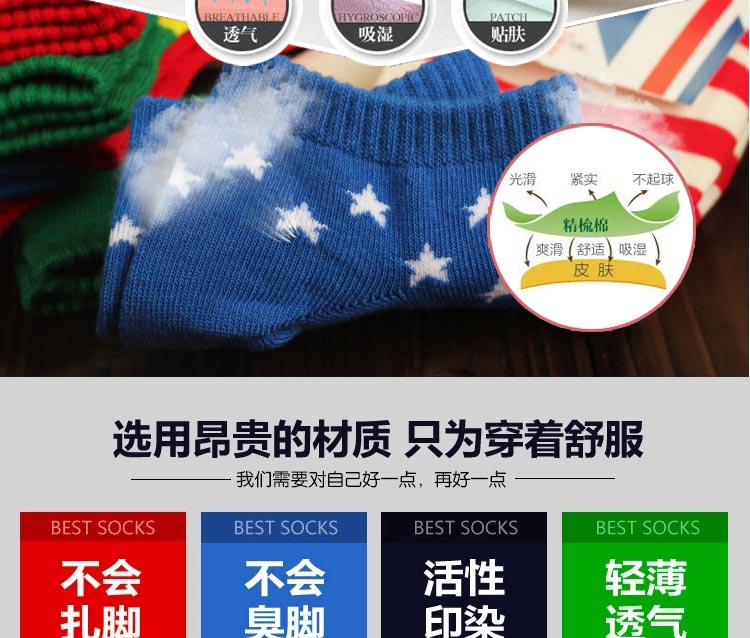 BREATHABLE
透气
HYGROSCOPIC
吸湿
PATCH
贴肤
光滑 紧实 不起球
精梳棉
爽滑 舒适 吸湿
皮肤
选用昂贵的材质 只为穿着舒服
我们需要对自己好一点，再好一点
BEST SOCKS
不会
扎脚
BEST SOCKS
不会
臭脚
BEST SOCKS
活性
印染
BEST SOCKS
轻薄
透气